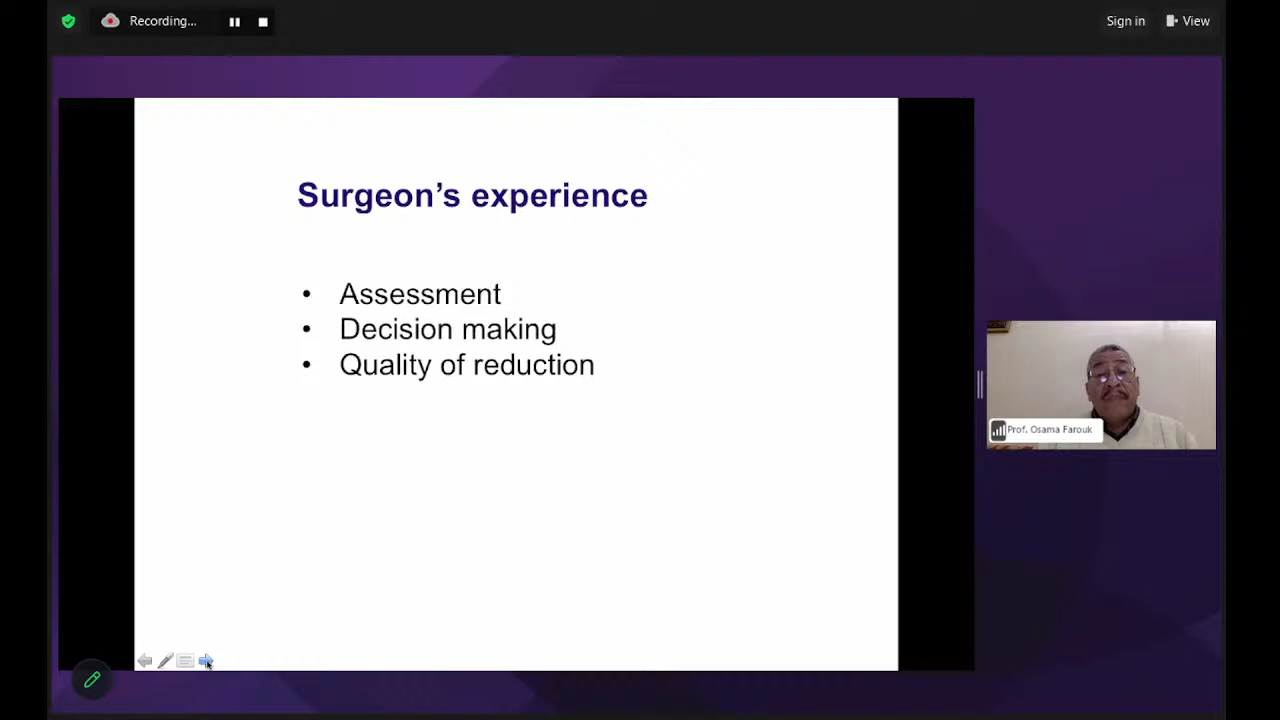 Recording...
Sign in
View
Surgeon’s experience
• Assessment
• Decision making
• Quality of reduction
Prof. Osama Farouk